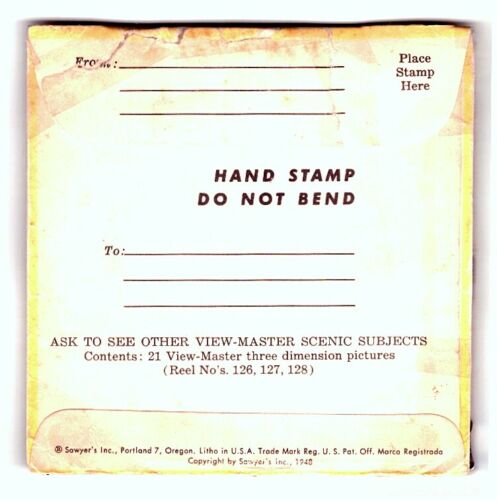 From:
Place
Stamp
Here
HAND STAMP
DO NOT BEND
To:
ASK TO SEE OTHER VIEW-MASTER SCENIC SUBJECTS
Contents: 21 View-Master three dimension pictures
(Reel No's. 126, 127, 128)
® Sawyer's Inc., Portland 7, Oregon. Litho in U.S.A. Trade Mark Reg. U. S. Pat. Off. Marca Registrada
Copyright by Sawyer's Inc., 1948